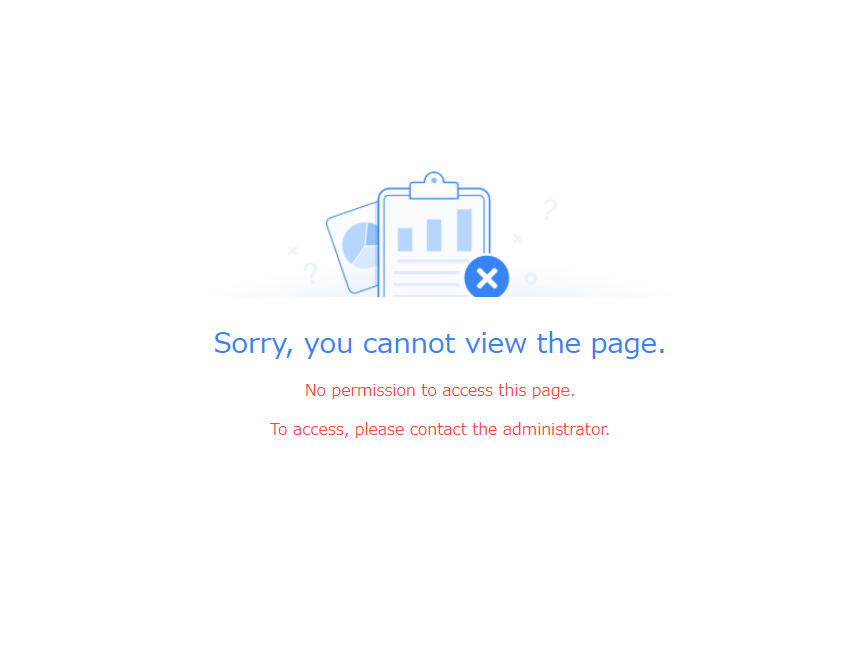 Sorry, you cannot view the page.
No permission to access this page.
To access, please contact the administrator.